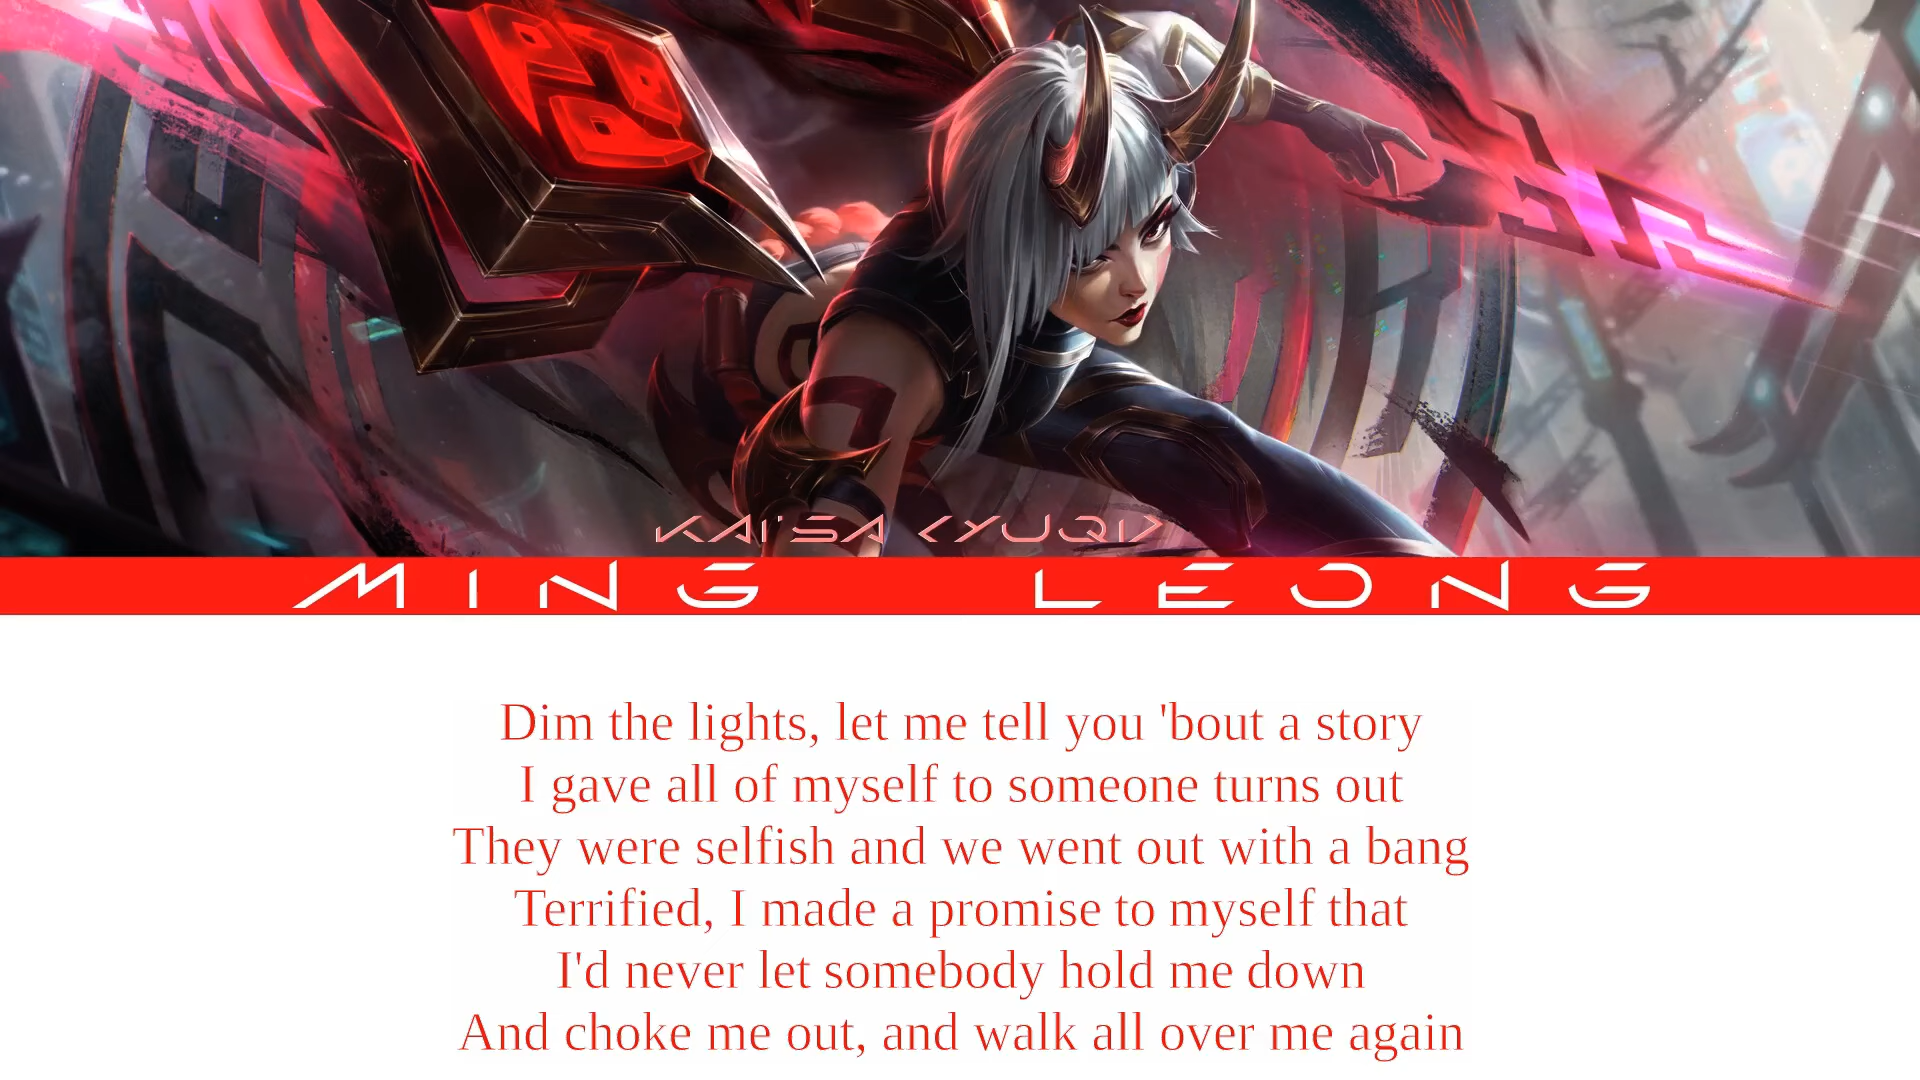 KAI'SA <YUQI>
MING LEONG
Dim the lights, let me tell you 'bout a story
I gave all of myself to someone turns out
They were selfish and we went out with a bang
Terrified, I made a promise to myself that
I'd never let somebody hold me down
And choke me out, and walk all over me again